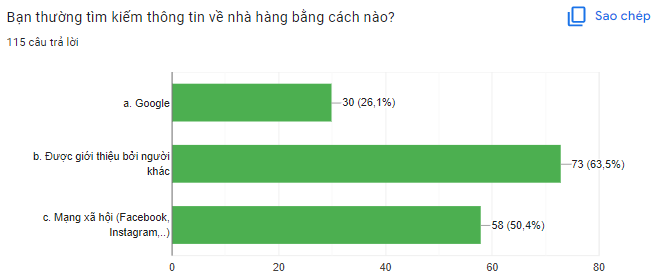 Bạn thường tìm kiếm thông tin về nhà hàng bằng cách nào?
Sao chép
115 câu trả lời
a. Google
30 (26,1%)
b. Được giới thiệu bởi người
khác
73 (63,5%)
c. Mạng xã hội (Facebook,
Instagram,..)
58 (50,4%)
0
20
40
60
80